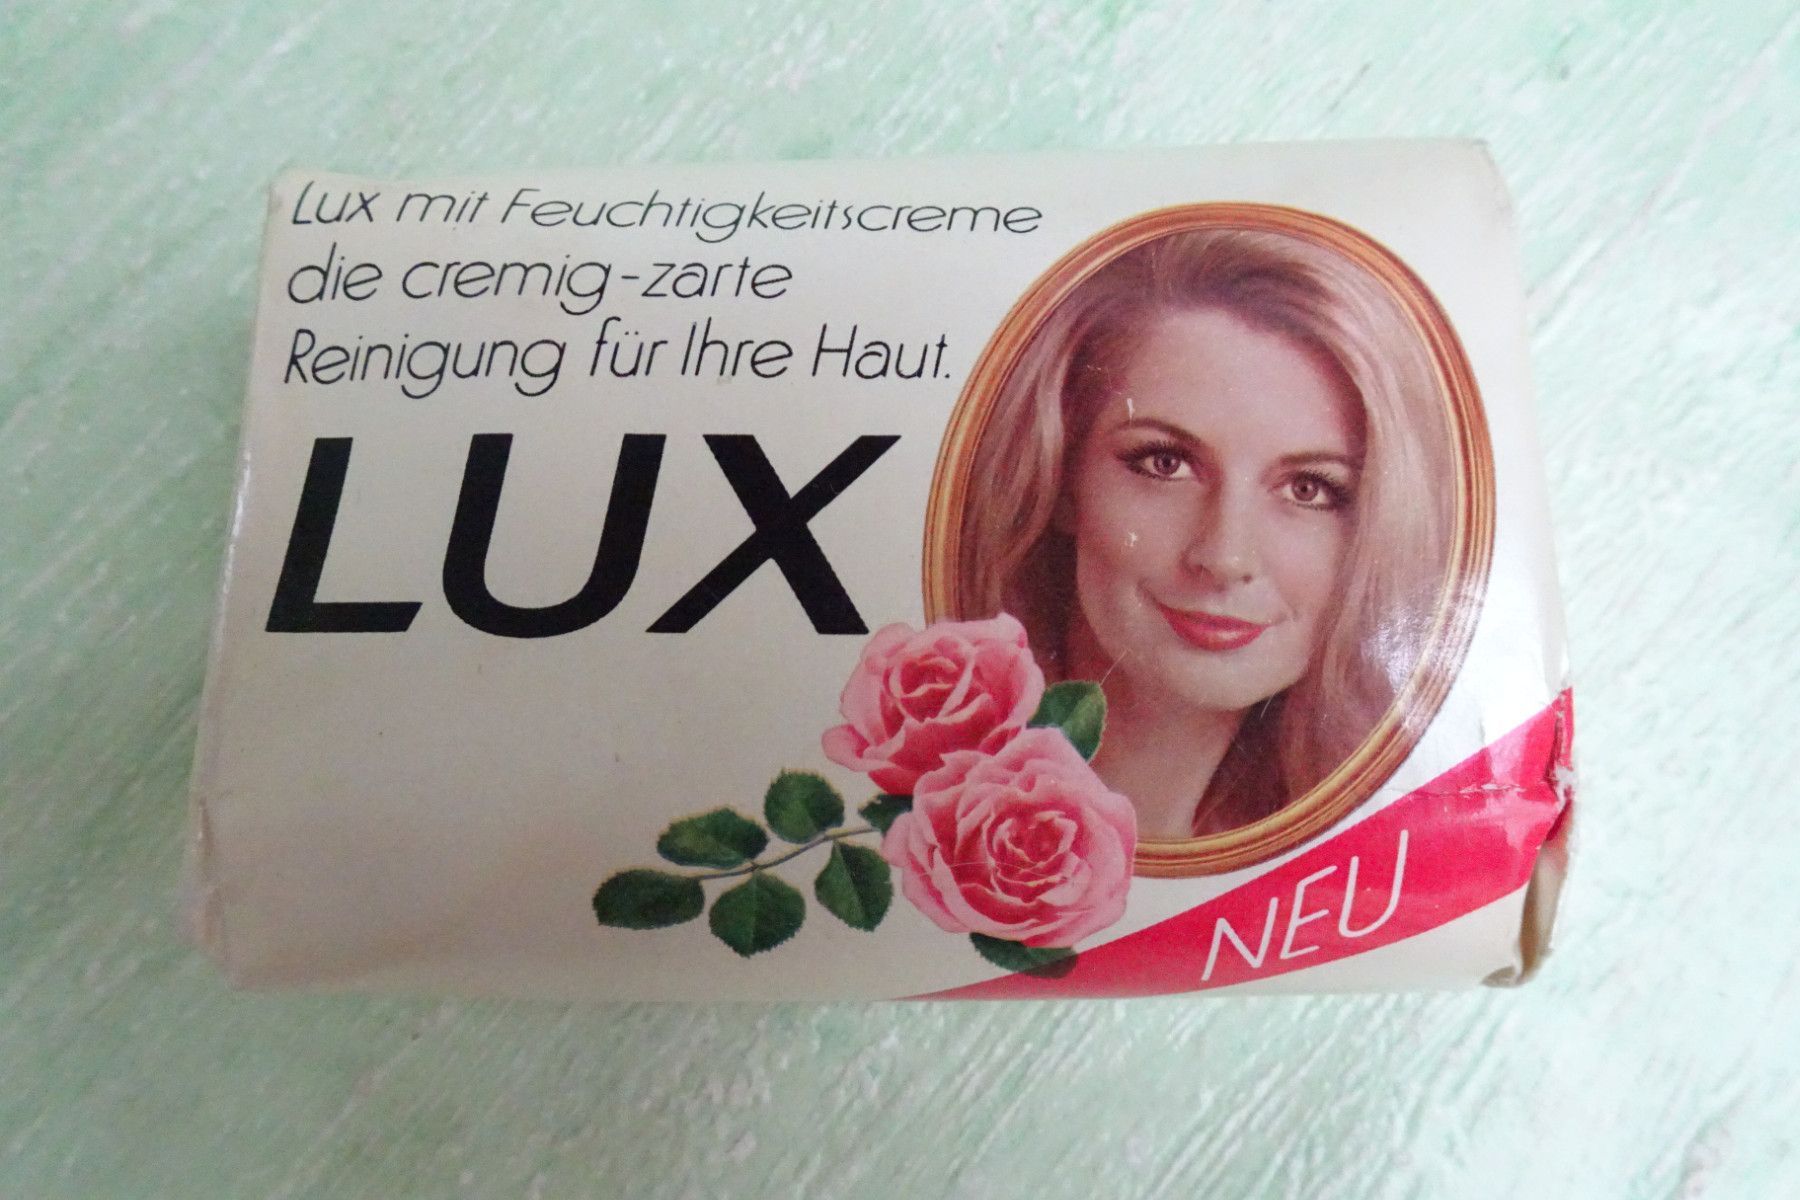 Lux mit Feuchtigkeitscreme
die cremig-zarte
Reinigung für Ihre Haut.
LUX
NEU